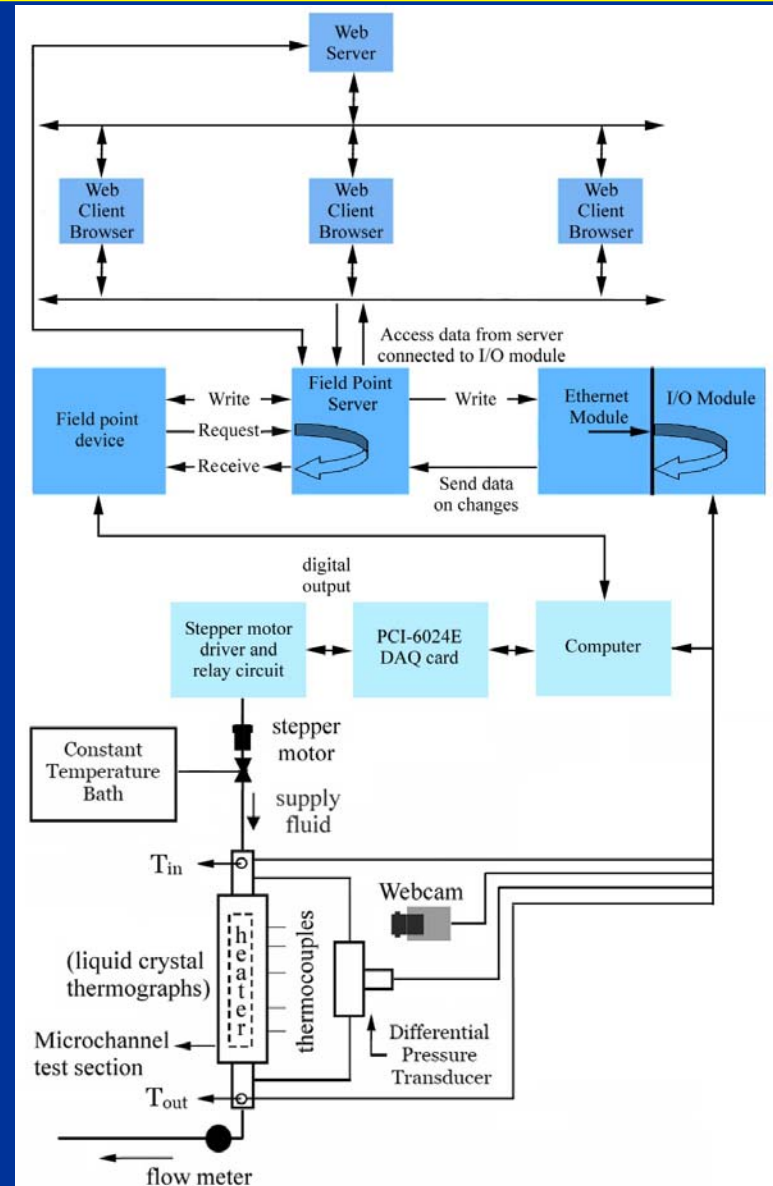 Web
Server
Web
Client
Browser
Web
Client
Browser
Web
Client
Browser
Access data from server
connected to I/O module
Field point
device
Write
Request
Receive
Field Point
Server
Write
Send data
on changes
Ethernet
Module
I/O Module
digital
output
Stepper motor
driver and
relay circuit
PCI-6024E
DAQ card
Computer
stepper
motor
Constant
Temperature
Bath
supply
fluid
Tin
Webcam
heater
thermocouples
(liquid crystal
thermographs)
Microchannel
test section
Differential
Pressure
Transducer
Tout
flow meter